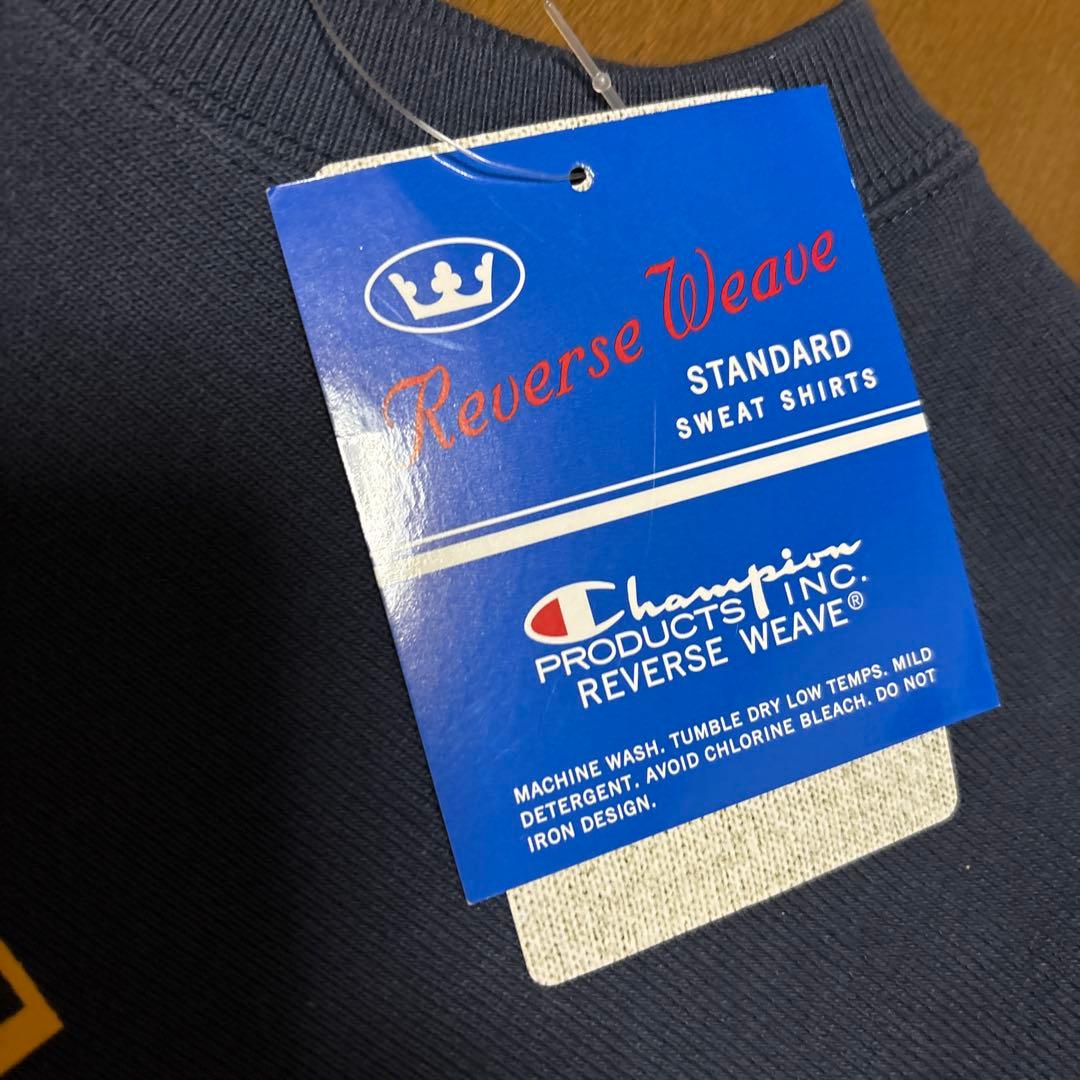 Reverse Weave
STANDARD
SWEAT SHIRTS
Champion
PRODUCTS INC.
REVERSE WEAVE®
MACHINE WASH. TUMBLE DRY LOW TEMPS. MILD
DETERGENT. AVOID CHLORINE BLEACH. DO NOT
IRON DESIGN.